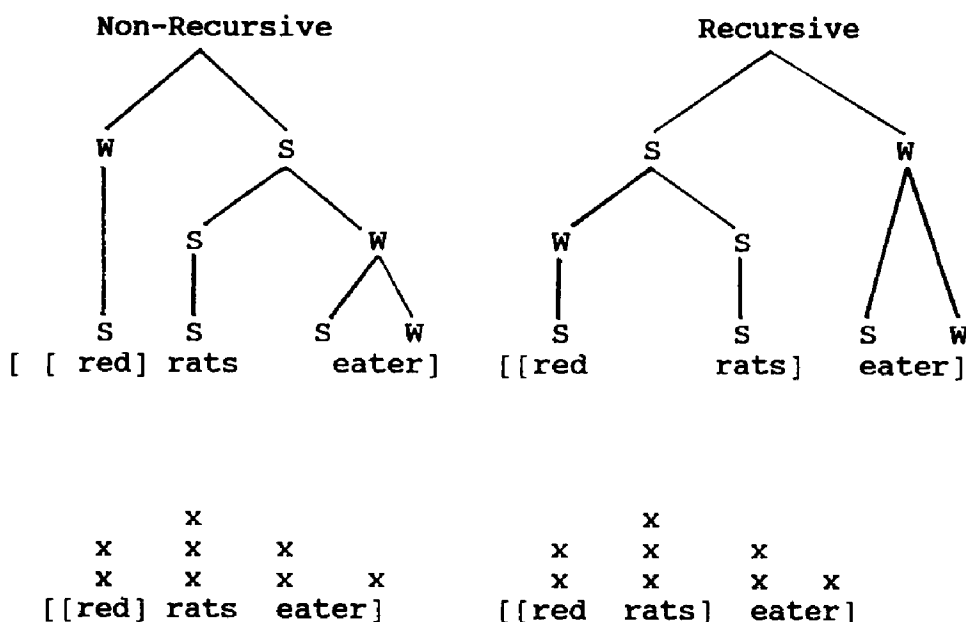 Non-Recursive Recursive
W S S W
S W W S
S S S W S S S W
[ [ red] rats eater] [[red rats] eater]
x x
x x x x x x
x x x x x x x x
[[red] rats eater] [[red rats] eater]